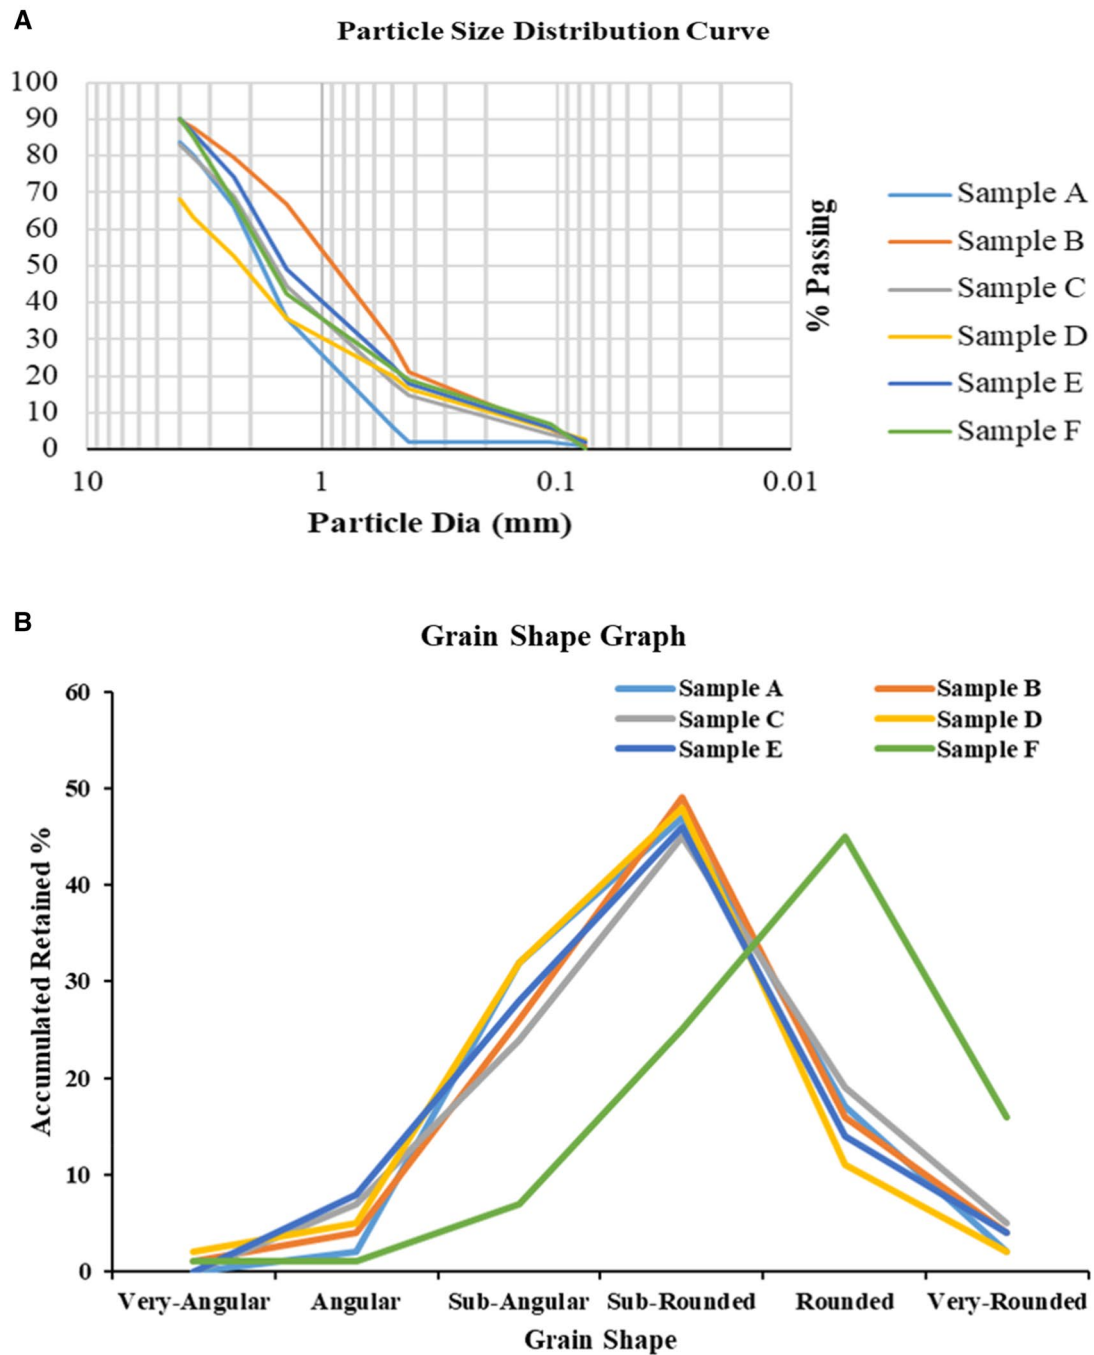 A
Particle Size Distribution Curve
100
90
80
70
60
50
40
30
20
10
0
10 1 0.1 0.01
Particle Dia (mm)
% Passing
Sample A
Sample B
Sample C
Sample D
Sample E
Sample F
B
Grain Shape Graph
Sample A Sample B
Sample C Sample D
Sample E Sample F
60
50
40
30
20
10
0
Accumulated Retained %
Very-Angular Angular Sub-Angular Sub-Rounded Rounded Very-Rounded
Grain Shape